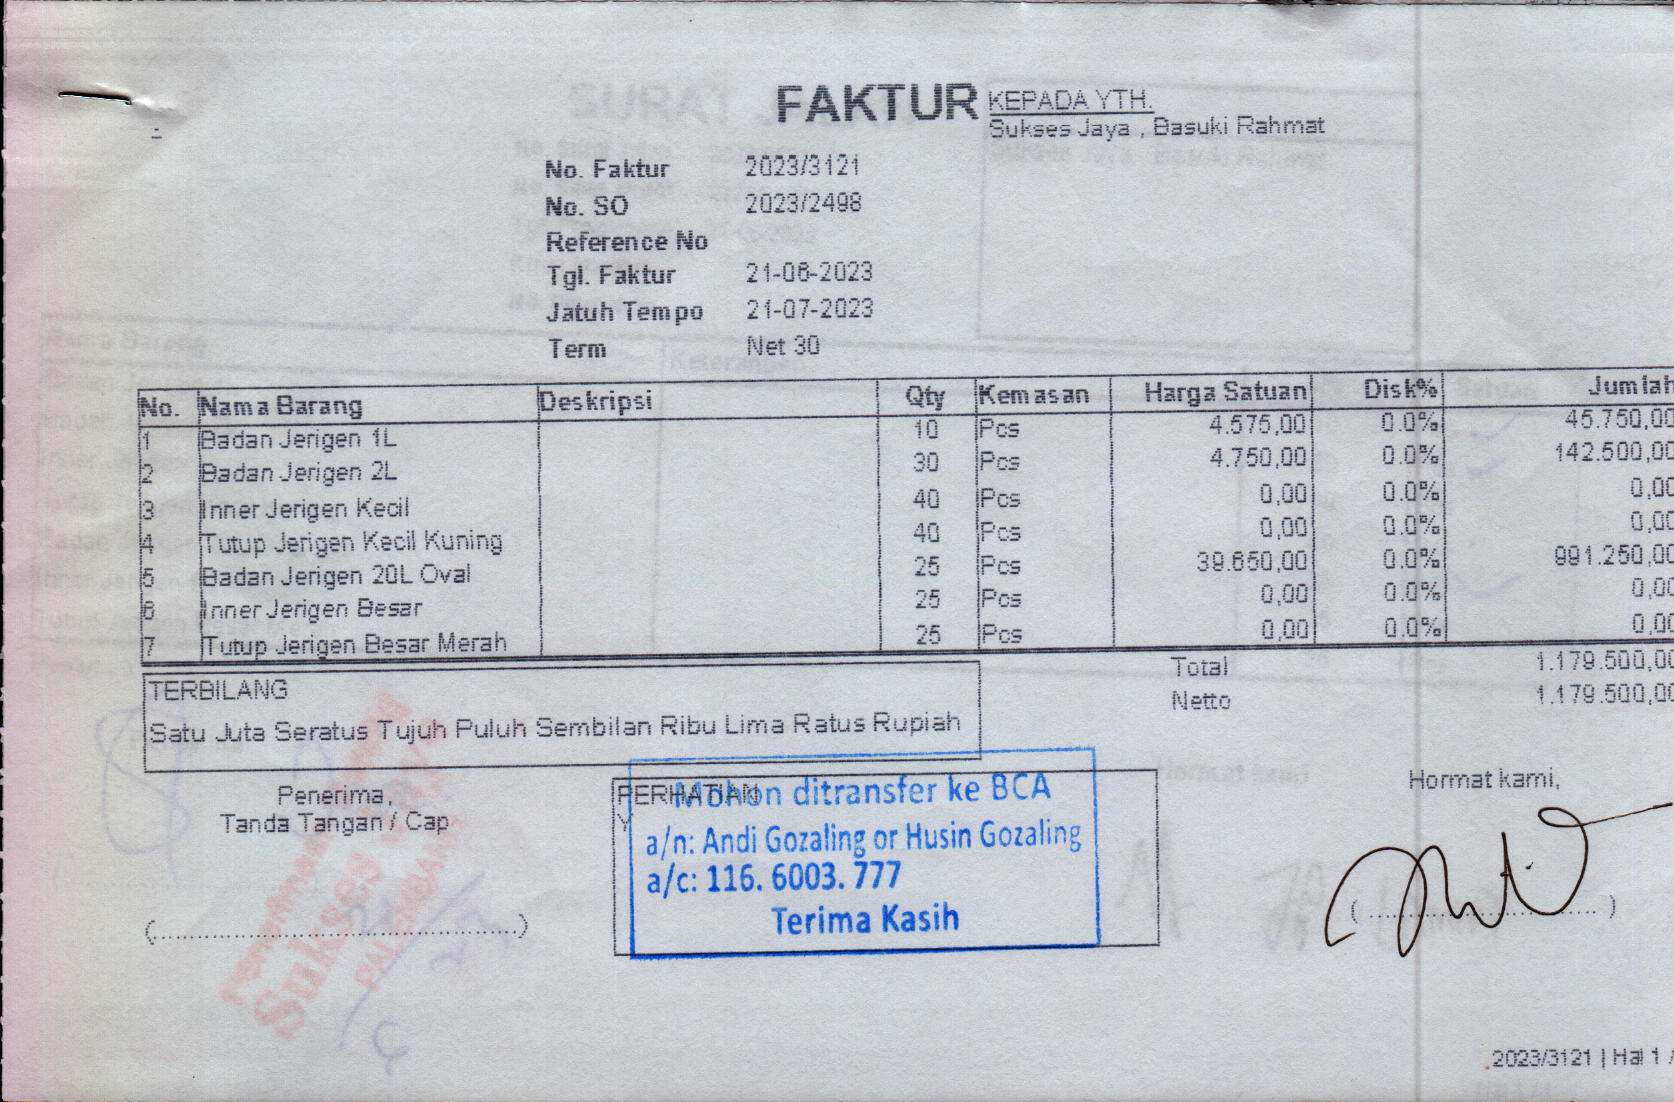 FAKTUR
KEPADA YTH.
Sukses Jaya , Basuki Rahmat
-
No. Faktur 2023/3121
No. SO 2023/2498
Reference No
Tgl. Faktur 21-06-2023
Jatuh Tempo 21-07-2023
Term Net 30
No. Nama Barang Deskripsi Qty Kemasan Harga Satuan Disk% Jumlah
1 Badan Jerigen 1L 10 Pcs 4.575,00 0.0% 45.750,00
2 Badan Jerigen 2L 30 Pcs 4.750,00 0.0% 142.500,00
3 Inner Jerigen Kecil 40 Pcs 0,00 0.0% 0,00
4 Tutup Jerigen Kecil Kuning 40 Pcs 0,00 0.0% 0,00
5 Badan Jerigen 20L Oval 25 Pcs 39.650,00 0.0% 991.250,00
6 Inner Jerigen Besar 25 Pcs 0,00 0.0% 0,00
7 Tutup Jerigen Besar Merah 25 Pcs 0,00 0.0% 0,00
Total 1.179.500,00
Netto 1.179.500,00
TERBILANG
Satu Juta Seratus Tujuh Puluh Sembilan Ribu Lima Ratus Rupiah
Penerima,
Tanda Tangan / Cap
(..........................................................)
PERHATIAN
Y
Mohon ditransfer ke BCA
a/n: Andi Gozaling or Husin Gozaling
a/c: 116. 6003. 777
Terima Kasih
Hormat kami,
( ........................................ )
2023/3121 | Hal 1 /